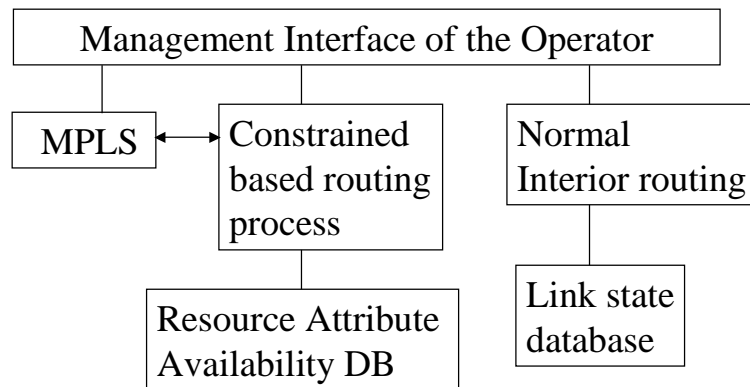 Management Interface of the Operator
MPLS
Constrained
based routing
process
Normal
Interior routing
Resource Attribute
Availability DB
Link state
database